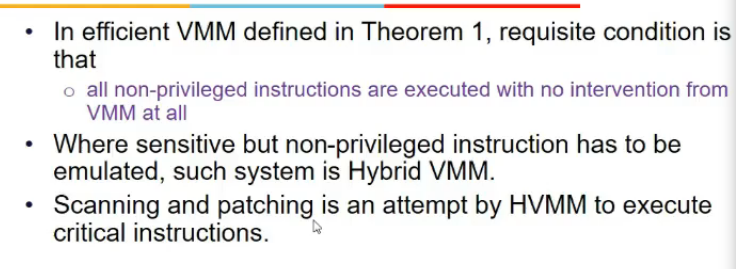 • In efficient VMM defined in Theorem 1, requisite condition is
that
o all non-privileged instructions are executed with no intervention from
VMM at all
• Where sensitive but non-privileged instruction has to be
emulated, such system is Hybrid VMM.
• Scanning and patching is an attempt by HVMM to execute
critical instructions.